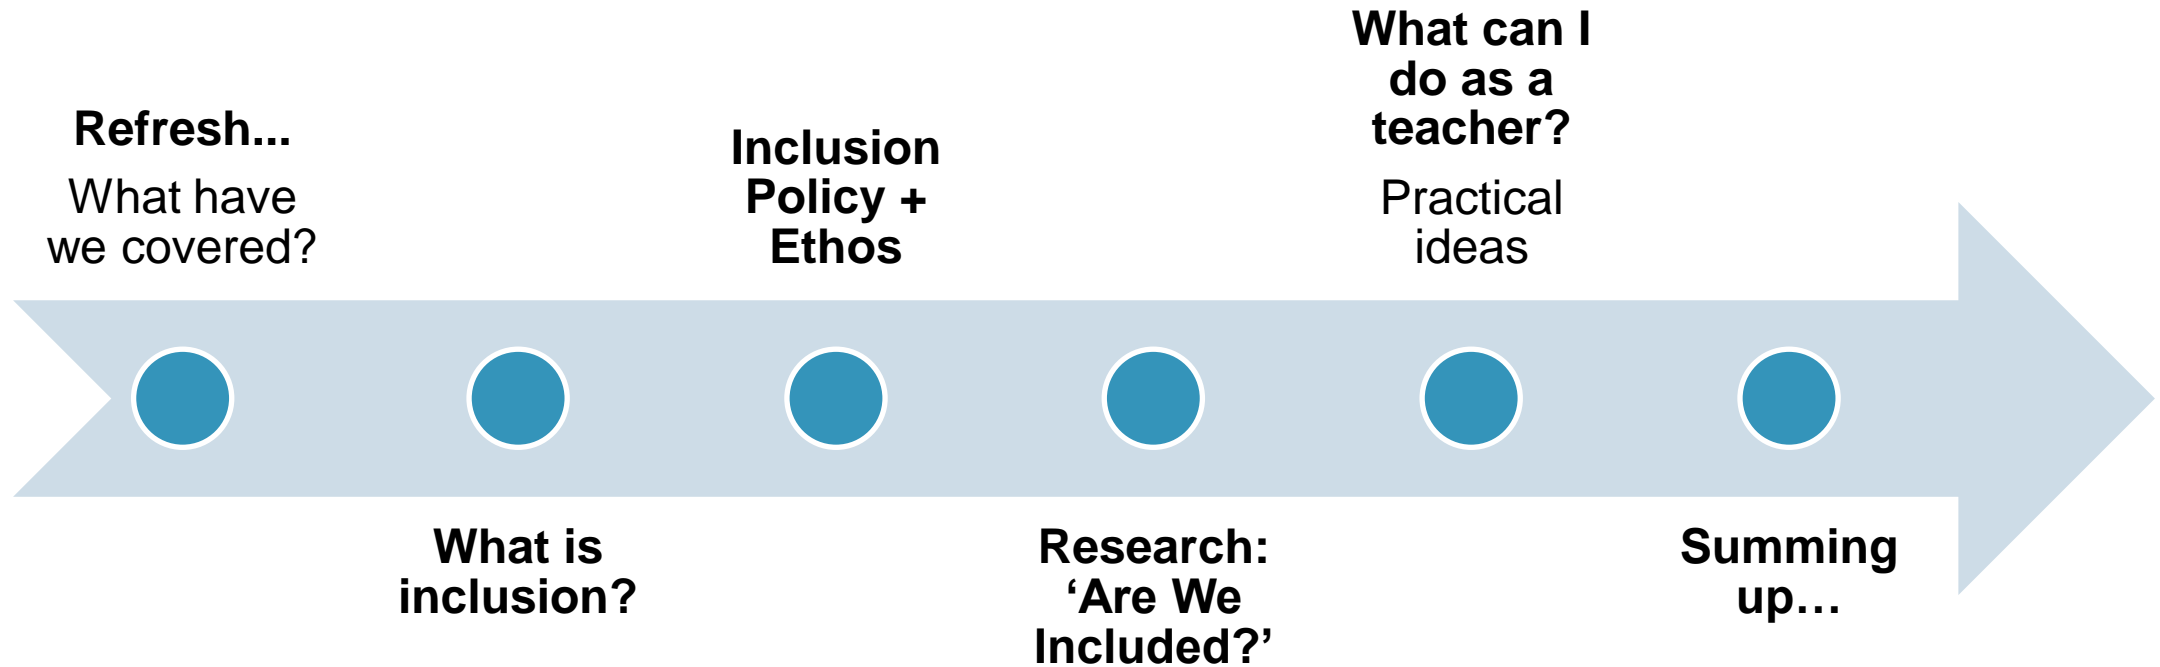 Refresh...
What have
we covered?
What is
inclusion?
Inclusion
Policy +
Ethos
Research:
‘Are We
Included?’
What can I
do as a
teacher?
Practical
ideas
Summing
up…